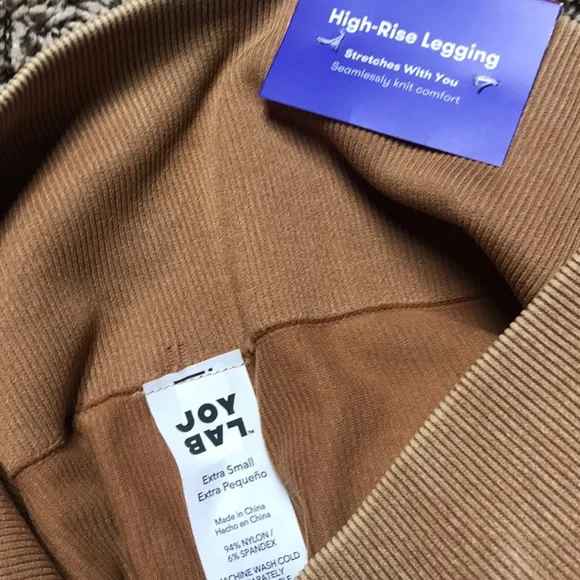 High-Rise Legging
Stretches With You
Seamlessly knit comfort
JOY
LAB™
Extra Small
Extra Pequeño
Made in China
Hecho en China
94% NYLON /
6% SPANDEX
MACHINE WASH COLD